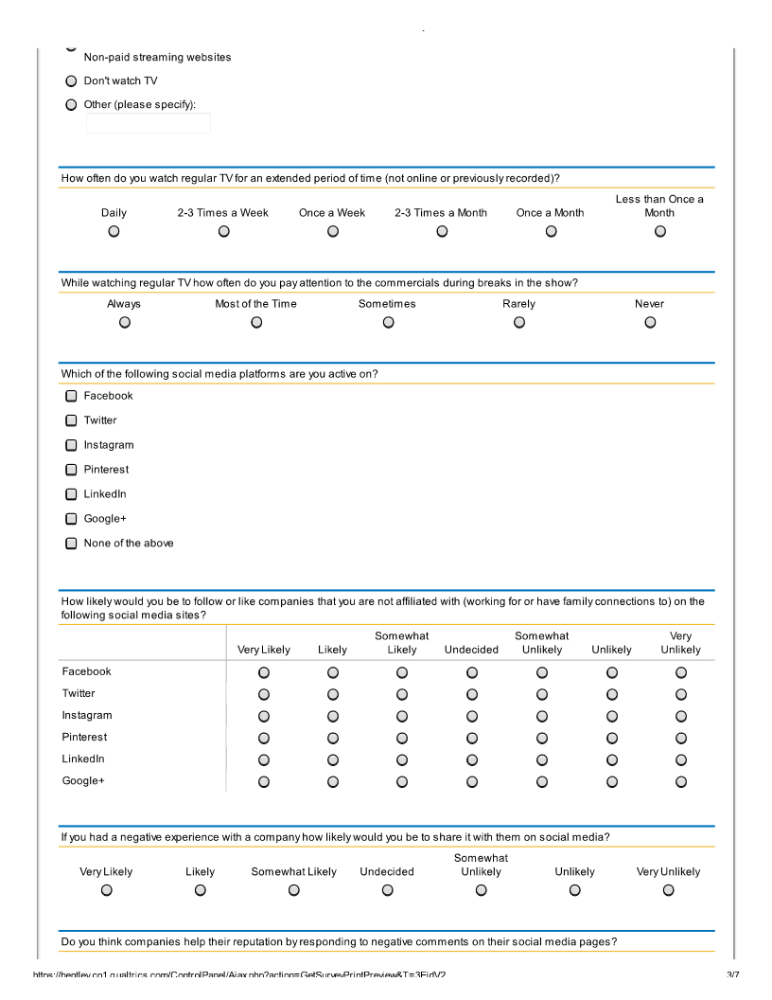 Non-paid streaming websites
Don't watch TV
Other (please specify):
How often do you watch regular TV for an extended period of time (not online or previously recorded)?
Daily 2-3 Times a Week Once a Week 2-3 Times a Month Once a Month Less than Once a Month
While watching regular TV how often do you pay attention to the commercials during breaks in the show?
Always Most of the Time Sometimes Rarely Never
Which of the following social media platforms are you active on?
Facebook
Twitter
Instagram
Pinterest
LinkedIn
Google+
None of the above
How likely would you be to follow or like companies that you are not affiliated with (working for or have family connections to) on the
following social media sites?
Very Likely Likely Somewhat Likely Undecided Somewhat Unlikely Unlikely Very Unlikely
Facebook
Twitter
Instagram
Pinterest
LinkedIn
Google+
If you had a negative experience with a company how likely would you be to share it with them on social media?
Very Likely Likely Somewhat Likely Undecided Somewhat Unlikely Unlikely Very Unlikely
Do you think companies help their reputation by responding to negative comments on their social media pages?
https://bentley.co1.qualtrics.com/ControlPanel/Ajax.php?action=GetSurveyPrintPreview&T=3EidV2 3/7